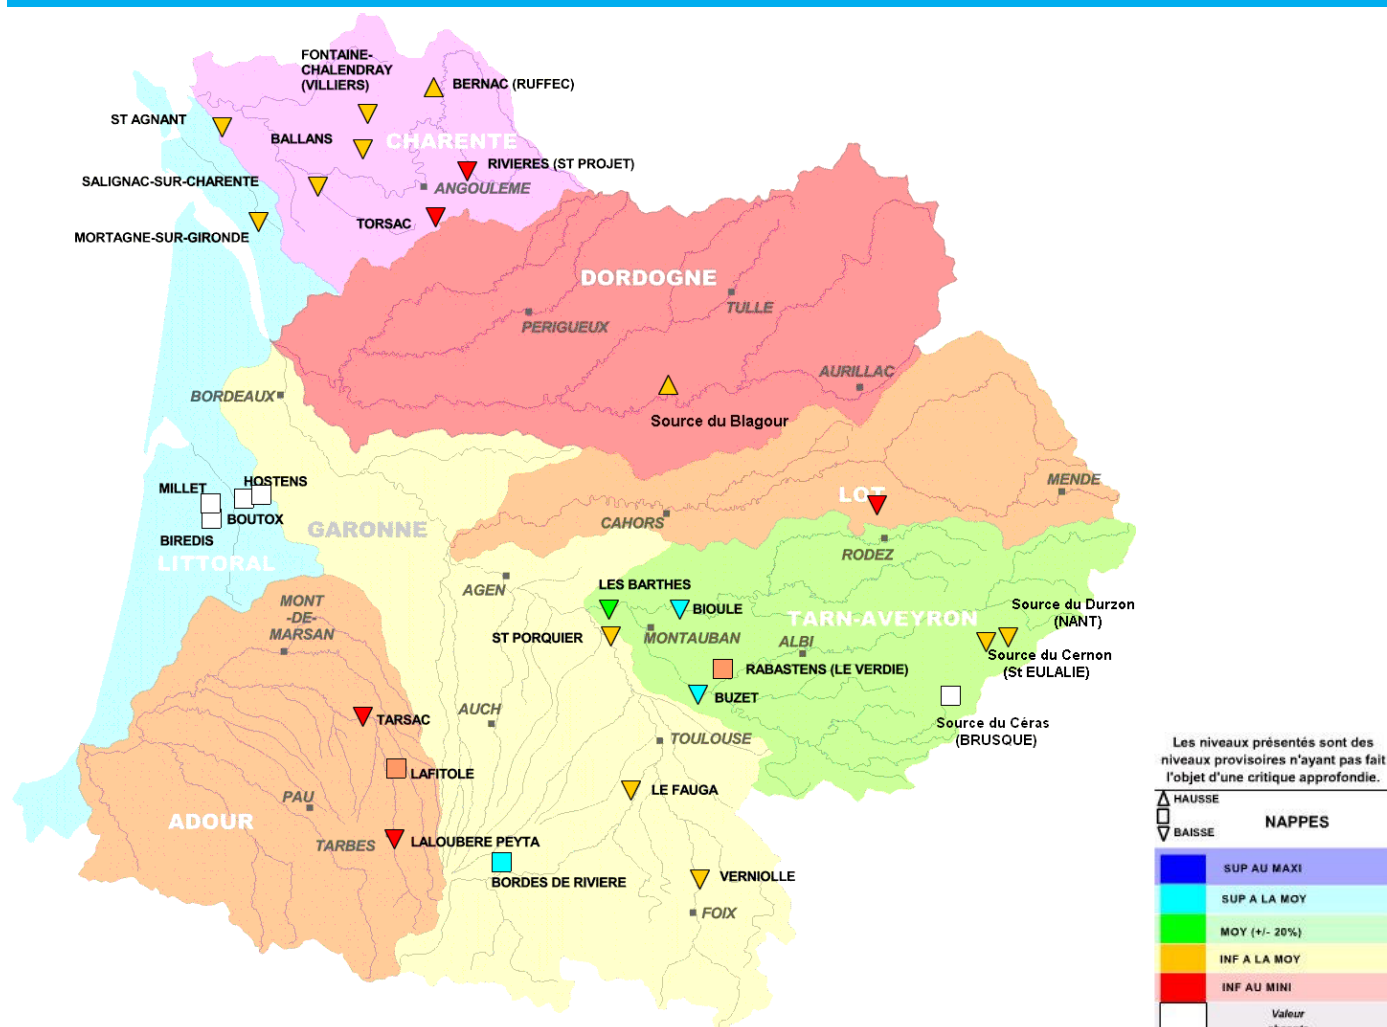 FONTAINE-
CHALENDRAY
(VILLIERS)
BERNAC (RUFFEC)
ST AGNANT
BALLANS
CHARENTE
RIVIERES (ST PROJET)
SALIGNAC-SUR-CHARENTE
ANGOULEME
TORSAC
MORTAGNE-SUR-GIRONDE
DORDOGNE
TULLE
PERIGUEUX
AURILLAC
BORDEAUX
Source du Blagour
MILLET
HOSTENS
BOUTOX
BIREDIS
LITTORAL
GARONNE
LOT
MENDE
CAHORS
RODEZ
AGEN
LES BARTHES
BIOULE
MONT
-DE-
MARSAN
ST PORQUIER
MONTAUBAN
TARN-AVEYRON
ALBI
Source du Durzon
(NANT)
Source du Cernon
(St EULALIE)
RABASTENS (LE VERDIE)
BUZET
Source du Céras
(BRUSQUE)
TARSAC
AUCH
TOULOUSE
LAFITOLE
LE FAUGA
PAU
ADOUR
TARBES
LALOUBERE PEYTA
BORDES DE RIVIERE
VERNIOLLE
FOIX
Les niveaux présentés sont des
niveaux provisoires n'ayant pas fait
l'objet d'une critique approfondie.
HAUSSE
NAPPES
BAISSE
SUP AU MAXI
SUP A LA MOY
MOY (+/- 20%)
INF A LA MOY
INF AU MINI
Valeur